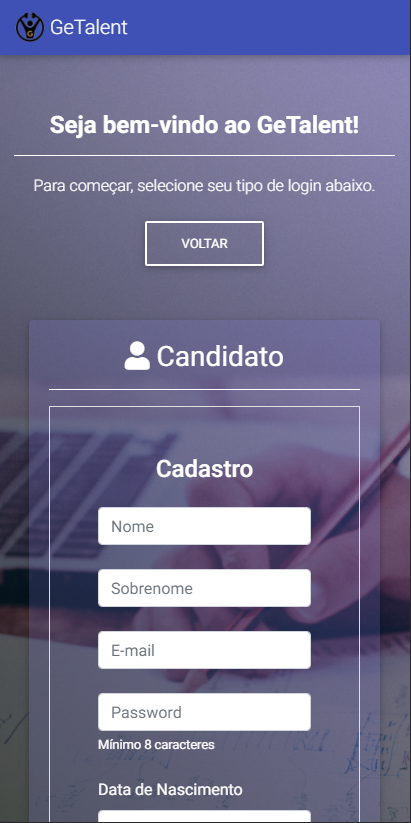 GeTalent
Seja bem-vindo ao GeTalent!
Para começar, selecione seu tipo de login abaixo.
VOLTAR
Candidato
Cadastro
Nome
Sobrenome
E-mail
Password
Mínimo 8 caracteres
Data de Nascimento